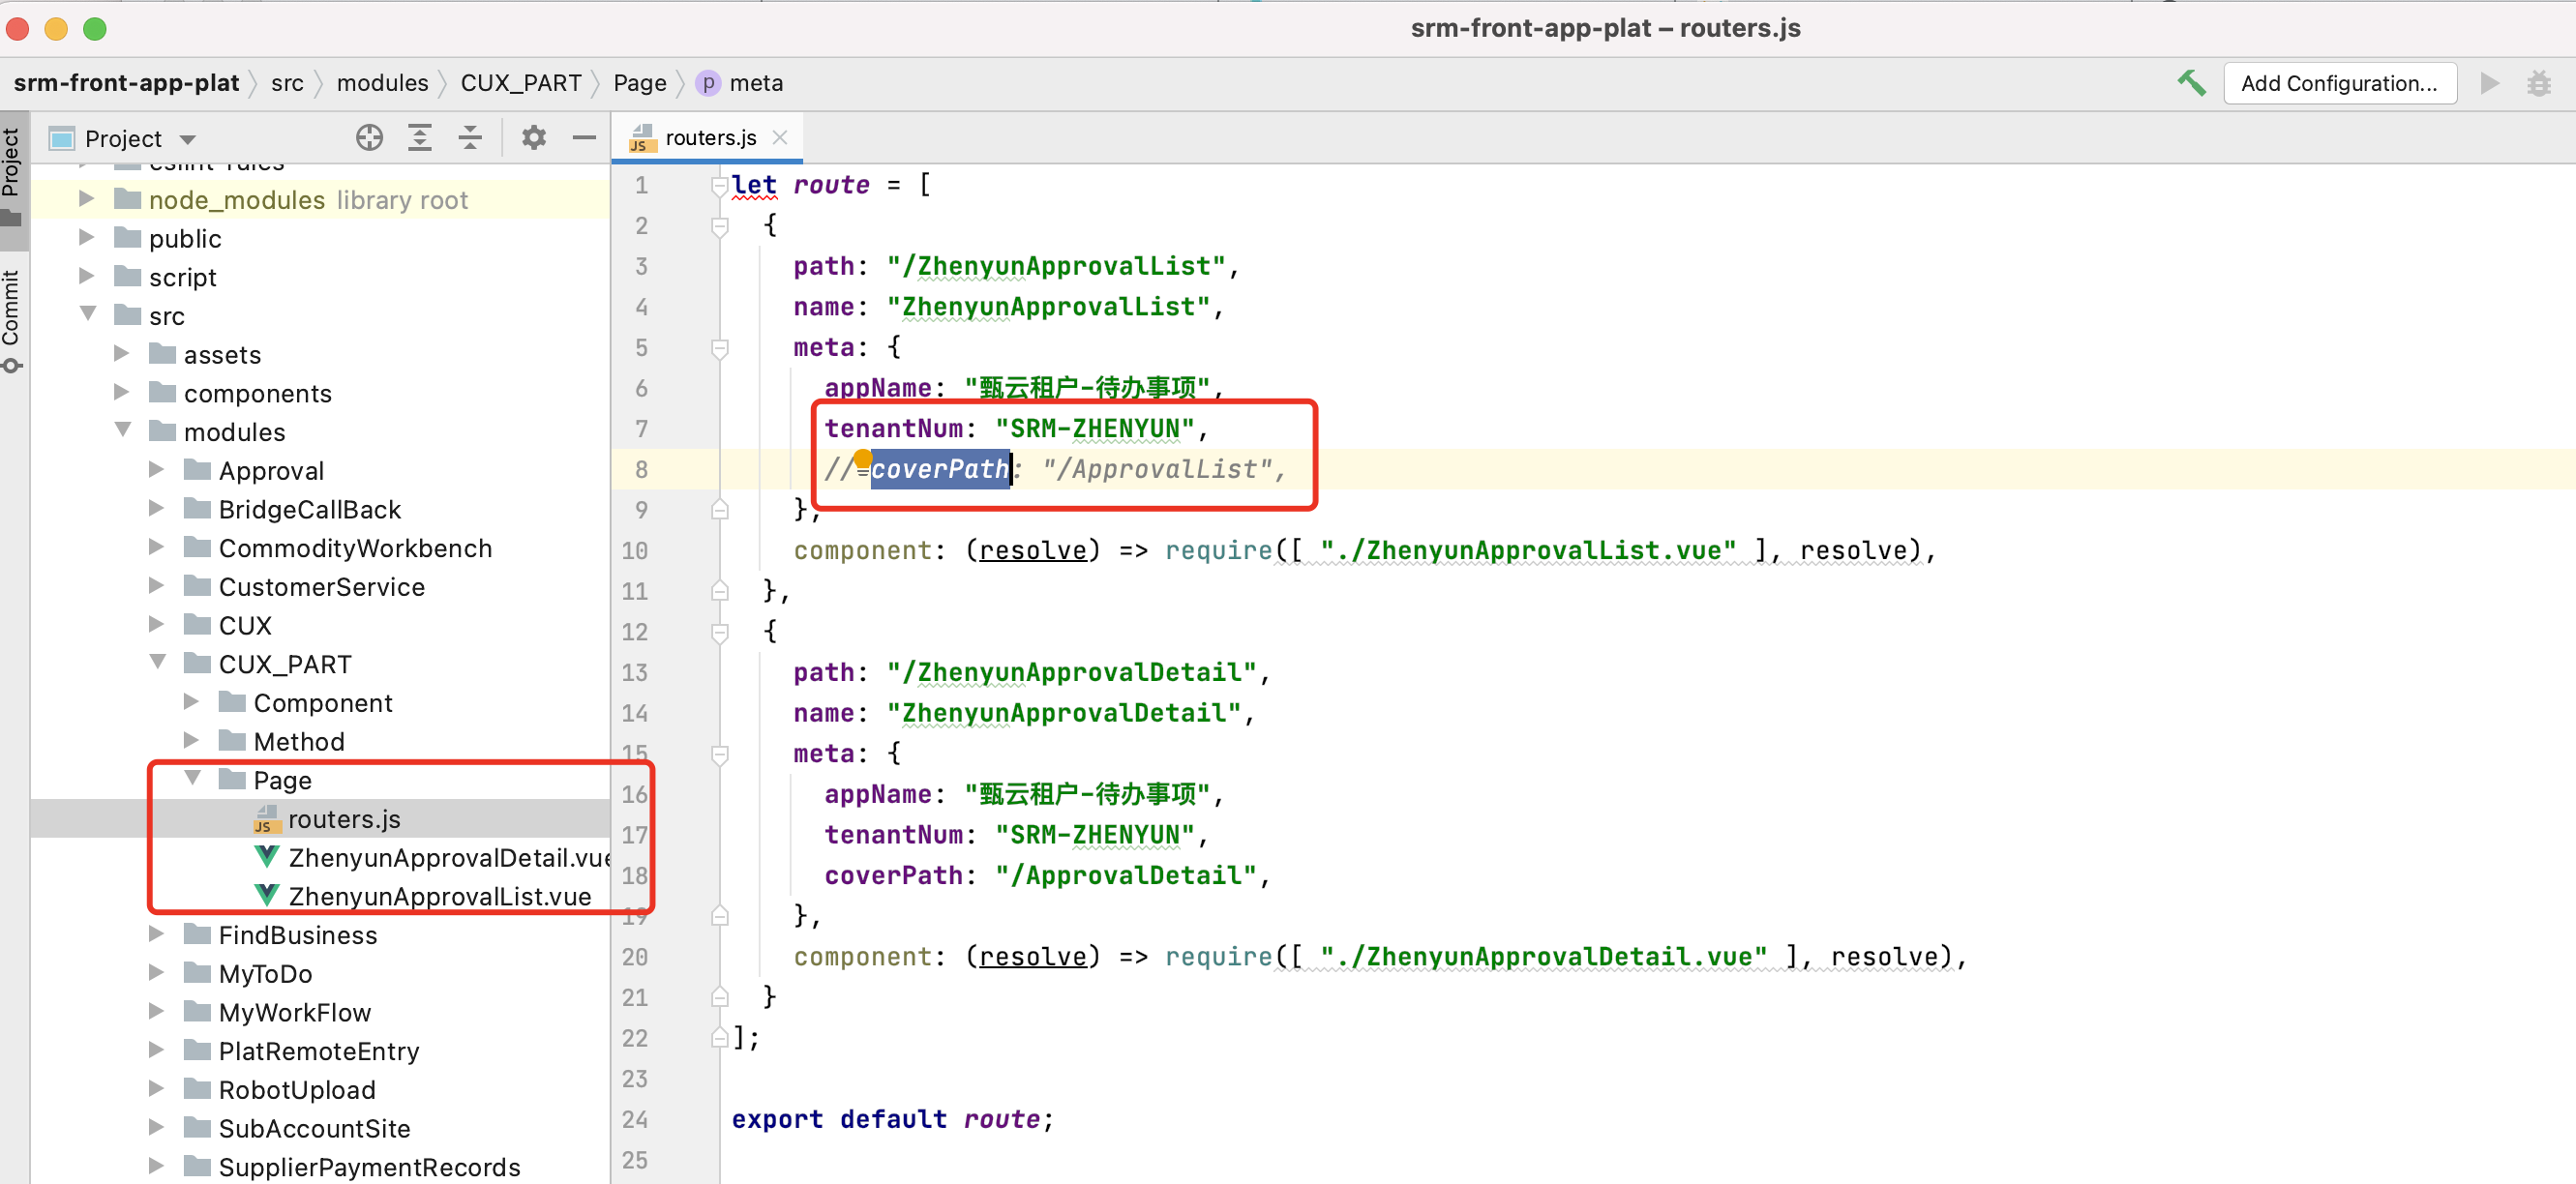 srm-front-app-plat – routers.js
srm-front-app-plat
src
modules
CUX_PART
Page
p
meta
Add Configuration...
Project
Commit
Project
routers.js
eslint-rules
node_modules library root
public
script
src
assets
components
modules
Approval
BridgeCallBack
CommodityWorkbench
CustomerService
CUX
CUX_PART
Component
Method
Page
JS routers.js
ZhenyunApprovalDetail.vue
ZhenyunApprovalList.vue
FindBusiness
MyToDo
MyWorkFlow
PlatRemoteEntry
RobotUpload
SubAccountSite
SupplierPaymentRecords
1 let route = [
2 {
3 path: "/ZhenyunApprovalList",
4 name: "ZhenyunApprovalList",
5 meta: {
6 appName: "甄云租户-待办事项",
7 tenantNum: "SRM-ZHENYUN",
8 // coverPath: "/ApprovalList",
9 },
10 component: (resolve) => require([ "./ZhenyunApprovalList.vue" ], resolve),
11 },
12 {
13 path: "/ZhenyunApprovalDetail",
14 name: "ZhenyunApprovalDetail",
15 meta: {
16 appName: "甄云租户-待办事项",
17 tenantNum: "SRM-ZHENYUN",
18 coverPath: "/ApprovalDetail",
19 },
20 component: (resolve) => require([ "./ZhenyunApprovalDetail.vue" ], resolve),
21 }
22 ];
23
24 export default route;
25